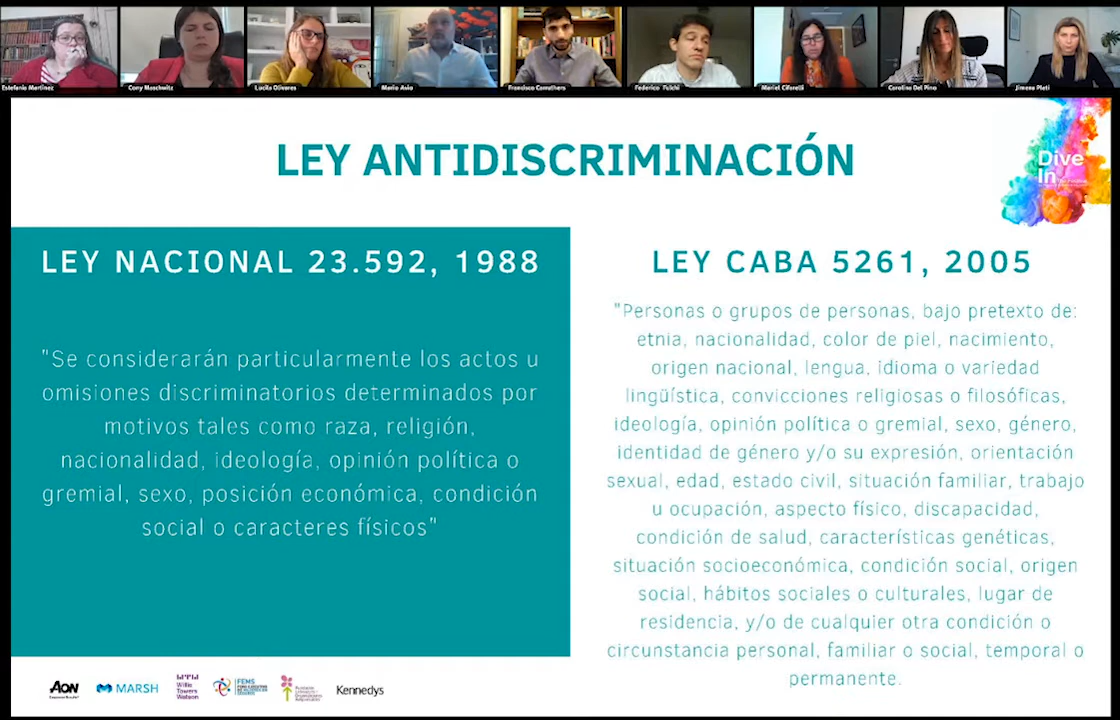 Estefania Martinez
Cony Moschwitz
Lucila Olivares
Mario Avio
Francisco Carruthers
Federico Fulchi
Mariel Ciforelli
Carolina Del Pino
Jimena Plati
LEY ANTIDISCRIMINACIÓN
Dive
In
LEY NACIONAL 23.592, 1988
"Se considerarán particularmente los actos u
omisiones discriminatorios determinados por
motivos tales como raza, religión,
nacionalidad, ideología, opinión política o
gremial, sexo, posición económica, condición
social o caracteres físicos"
LEY CABA 5261, 2005
"Personas o grupos de personas, bajo pretexto de:
etnia, nacionalidad, color de piel, nacimiento,
origen nacional, lengua, idioma o variedad
lingüística, convicciones religiosas o filosóficas,
ideología, opinión política o gremial, sexo, género,
identidad de género y/o su expresión, orientación
sexual, edad, estado civil, situación familiar, trabajo
u ocupación, aspecto físico, discapacidad,
condición de salud, características genéticas,
situación socioeconómica, condición social, origen
social, hábitos sociales o culturales, lugar de
residencia, y/o de cualquier otra condición o
circunstancia personal, familiar o social, temporal o
permanente.
AON
MARSH
Willis
Towers
Watson
FEMS
Kennedys